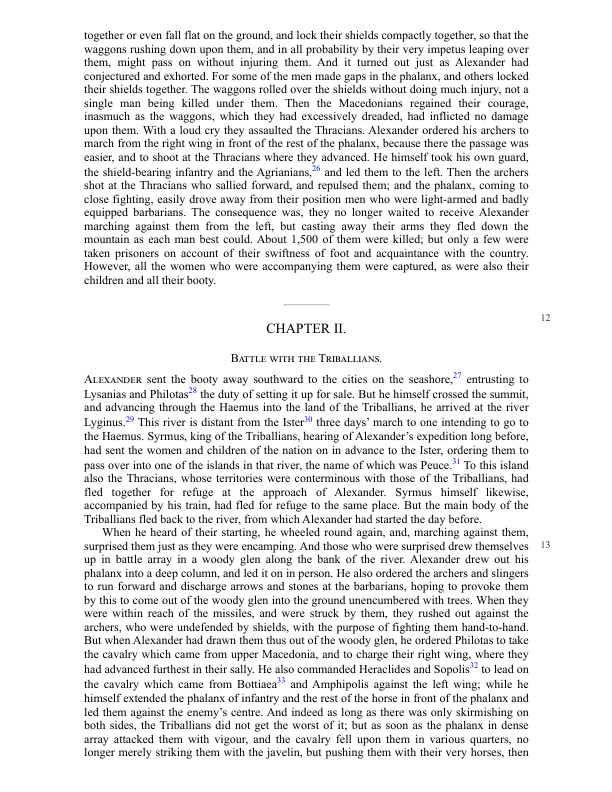 together or even fall flat on the ground, and lock their shields compactly together, so that the
waggons rushing down upon them, and in all probability by their very impetus leaping over
them, might pass on without injuring them. And it turned out just as Alexander had
conjectured and exhorted. For some of the men made gaps in the phalanx, and others locked
their shields together. The waggons rolled over the shields without doing much injury, not a
single man being killed under them. Then the Macedonians regained their courage,
inasmuch as the waggons, which they had excessively dreaded, had inflicted no damage
upon them. With a loud cry they assaulted the Thracians. Alexander ordered his archers to
march from the right wing in front of the rest of the phalanx, because there the passage was
easier, and to shoot at the Thracians where they advanced. He himself took his own guard,
the shield-bearing infantry and the Agrianians,26 and led them to the left. Then the archers
shot at the Thracians who sallied forward, and repulsed them; and the phalanx, coming to
close fighting, easily drove away from their position men who were light-armed and badly
equipped barbarians. The consequence was, they no longer waited to receive Alexander
marching against them from the left, but casting away their arms they fled down the
mountain as each man best could. About 1,500 of them were killed; but only a few were
taken prisoners on account of their swiftness of foot and acquaintance with the country.
However, all the women who were accompanying them were captured, as were also their
children and all their booty.
12
CHAPTER II.
Battle with the Triballians.
Alexander sent the booty away southward to the cities on the seashore,27 entrusting to
Lysanias and Philotas28 the duty of setting it up for sale. But he himself crossed the summit,
and advancing through the Haemus into the land of the Triballians, he arrived at the river
Lyginus.29 This river is distant from the Ister30 three days’ march to one intending to go to
the Haemus. Syrmus, king of the Triballians, hearing of Alexander’s expedition long before,
had sent the women and children of the nation on in advance to the Ister, ordering them to
pass over into one of the islands in that river, the name of which was Peuce.31 To this island
also the Thracians, whose territories were conterminous with those of the Triballians, had
fled together for refuge at the approach of Alexander. Syrmus himself likewise,
accompanied by his train, had fled for refuge to the same place. But the main body of the
Triballians fled back to the river, from which Alexander had started the day before.
When he heard of their starting, he wheeled round again, and, marching against them,
surprised them just as they were encamping. And those who were surprised drew themselves
13
up in battle array in a woody glen along the bank of the river. Alexander drew out his
phalanx into a deep column, and led it on in person. He also ordered the archers and slingers
to run forward and discharge arrows and stones at the barbarians, hoping to provoke them
by this to come out of the woody glen into the ground unencumbered with trees. When they
were within reach of the missiles, and were struck by them, they rushed out against the
archers, who were undefended by shields, with the purpose of fighting them hand-to-hand.
But when Alexander had drawn them thus out of the woody glen, he ordered Philotas to take
the cavalry which came from upper Macedonia, and to charge their right wing, where they
had advanced furthest in their sally. He also commanded Heraclides and Sopolis32 to lead on
the cavalry which came from Bottiaea33 and Amphipolis against the left wing; while he
himself extended the phalanx of infantry and the rest of the horse in front of the phalanx and
led them against the enemy’s centre. And indeed as long as there was only skirmishing on
both sides, the Triballians did not get the worst of it; but as soon as the phalanx in dense
array attacked them with vigour, and the cavalry fell upon them in various quarters, no
longer merely striking them with the javelin, but pushing them with their very horses, then